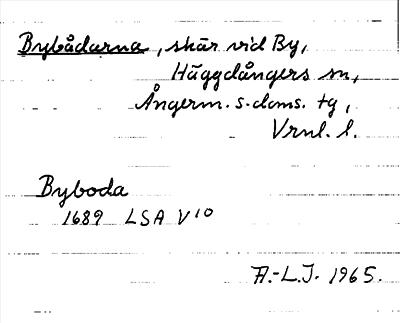 Bybådarna, skär vid By,
Häggdångers sn,
Ångerm. s. doms. tg,
Vrnl. l.
Byboda
1689 LSA V10
A.-L.J. 1965.